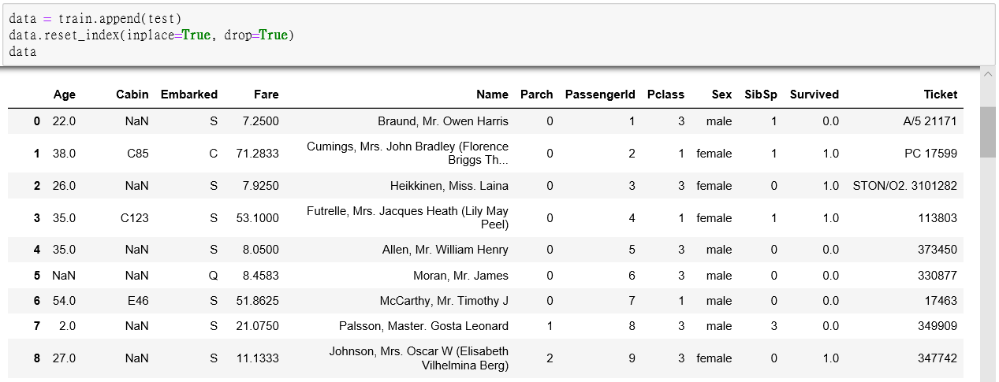 data = train.append(test)
data.reset_index(inplace=True, drop=True)
data
Age Cabin Embarked Fare Name Parch PassengerId Pclass Sex SibSp Survived Ticket
0 22.0 NaN S 7.2500 Braund, Mr. Owen Harris 0 1 3 male 1 0.0 A/5 21171
1 38.0 C85 C 71.2833 Cumings, Mrs. John Bradley (Florence
Briggs Th... 0 2 1 female 1 1.0 PC 17599
2 26.0 NaN S 7.9250 Heikkinen, Miss. Laina 0 3 3 female 0 1.0 STON/O2. 3101282
3 35.0 C123 S 53.1000 Futrelle, Mrs. Jacques Heath (Lily May
Peel) 0 4 1 female 1 1.0 113803
4 35.0 NaN S 8.0500 Allen, Mr. William Henry 0 5 3 male 0 0.0 373450
5 NaN NaN Q 8.4583 Moran, Mr. James 0 6 3 male 0 0.0 330877
6 54.0 E46 S 51.8625 McCarthy, Mr. Timothy J 0 7 1 male 0 0.0 17463
7 2.0 NaN S 21.0750 Palsson, Master. Gosta Leonard 1 8 3 male 3 0.0 349909
8 27.0 NaN S 11.1333 Johnson, Mrs. Oscar W (Elisabeth
Vilhelmina Berg) 2 9 3 female 0 1.0 347742